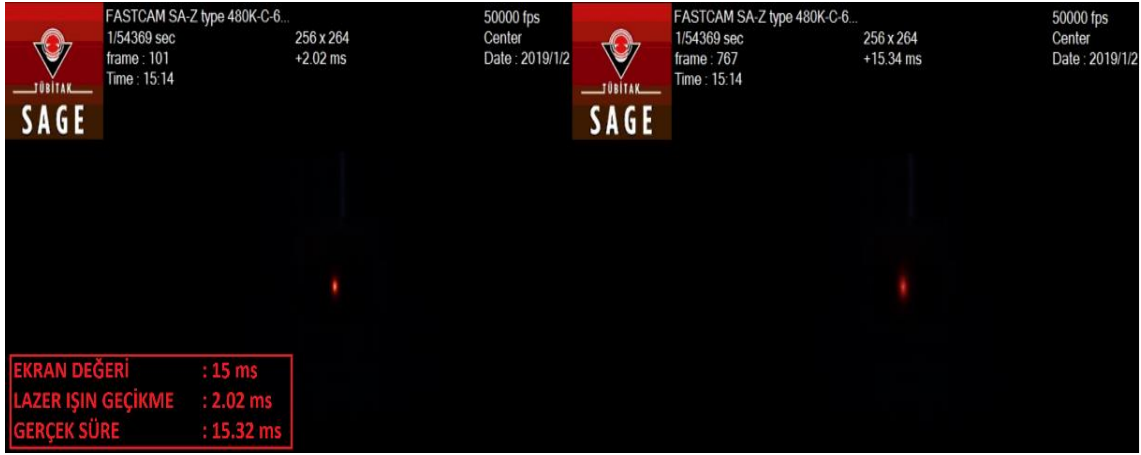 FASTCAM SA-Z type 480K-C-6...
1/54369 sec
256 x 264
frame : 101
+2.02 ms
Time : 15:14
50000 fps
Center
Date : 2019/1/2
TÜBİTAK
SAGE
FASTCAM SA-Z type 480K-C-6...
1/54369 sec
256 x 264
frame : 767
+15.34 ms
Time : 15:14
50000 fps
Center
Date : 2019/1/2
TÜBİTAK
SAGE
EKRAN DEĞERİ : 15 ms
LAZER IŞIN GEÇİKME : 2.02 ms
GERÇEK SÜRE : 15.32 ms